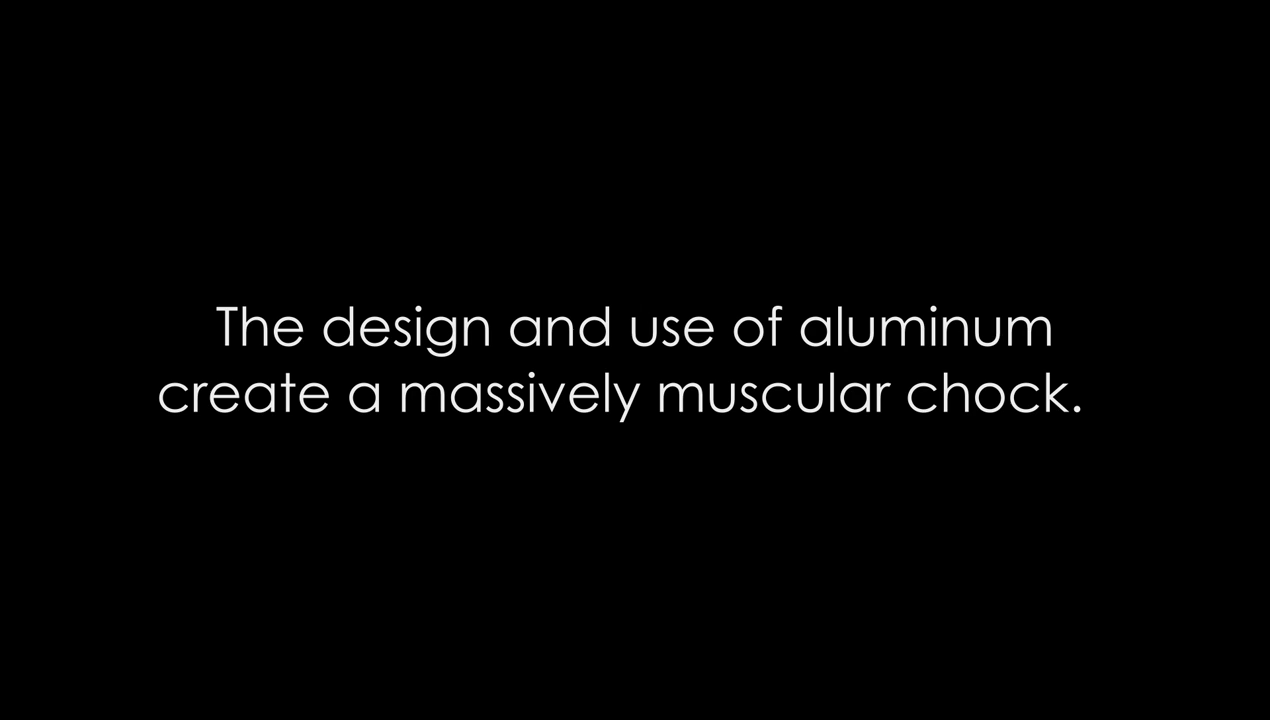 The design and use of aluminum
create a massively muscular chock.